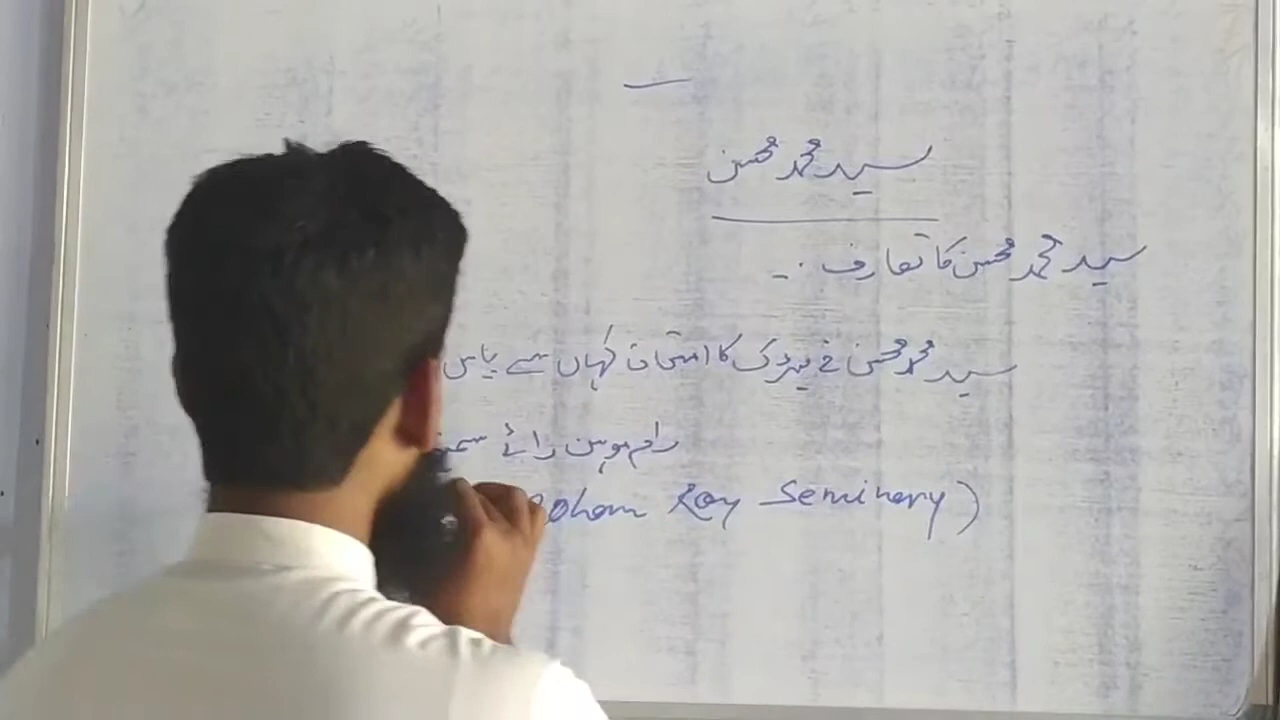 سید محمد محسن
سید محمد محسن کا تعارف :-
سید محمد محسن نے میٹرک کا امتحان کہاں سے پاس
رام موہن رائے
Roy Seminery)